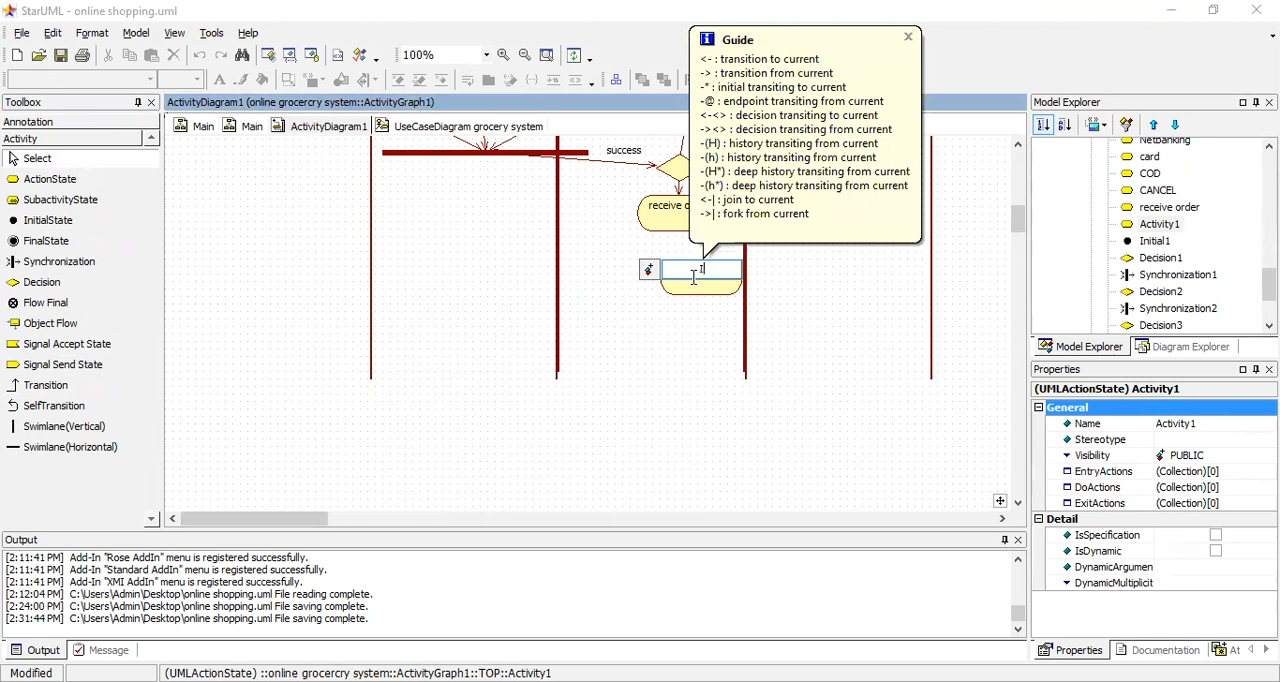 StarUML - online shopping.uml
File Edit Format Model View Tools Help
100%
Toolbox
Annotation
Activity
Select
ActionState
SubactivityState
InitialState
FinalState
Synchronization
Decision
Flow Final
Object Flow
Signal Accept State
Signal Send State
Transition
SelfTransition
Swimlane(Vertical)
Swimlane(Horizontal)
ActivityDiagram1 (online grocercry system::ActivityGraph1)
Main Main ActivityDiagram1 UseCaseDiagram grocery system
success
receive o
I
Guide
<- : transition to current
-> : transition from current
-* : initial transiting to current
-@ : endpoint transiting from current
<-<> : decision transiting to current
-><> : decision transiting from current
-(H) : history transiting from current
-(h) : history transiting from current
-(H*) : deep history transiting from current
-(h*) : deep history transiting from current
<-| : join to current
->| : fork from current
Model Explorer
Netbanking
card
COD
CANCEL
receive order
Activity1
Initial1
Decision1
Synchronization1
Decision2
Synchronization2
Decision3
Model Explorer Diagram Explorer
Properties
(UMLActionState) Activity1
General
Name Activity1
Stereotype
Visibility PUBLIC
EntryActions (Collection)[0]
DoActions (Collection)[0]
ExitActions (Collection)[0]
Detail
IsSpecification
IsDynamic
DynamicArgumen
DynamicMultiplicit
Properties Documentation At
Output
[2:11:41 PM] Add-In "Rose AddIn" menu is registered successfully.
[2:11:41 PM] Add-In "Standard AddIn" menu is registered successfully.
[2:11:41 PM] Add-In "XMI AddIn" menu is registered successfully.
[2:12:04 PM] C:\Users\Admin\Desktop\online shopping.uml File reading complete.
[2:24:00 PM] C:\Users\Admin\Desktop\online shopping.uml File saving complete.
[2:31:44 PM] C:\Users\Admin\Desktop\online shopping.uml File saving complete.
Output Message
Modified (UMLActionState) ::online grocercry system::ActivityGraph1::TOP::Activity1